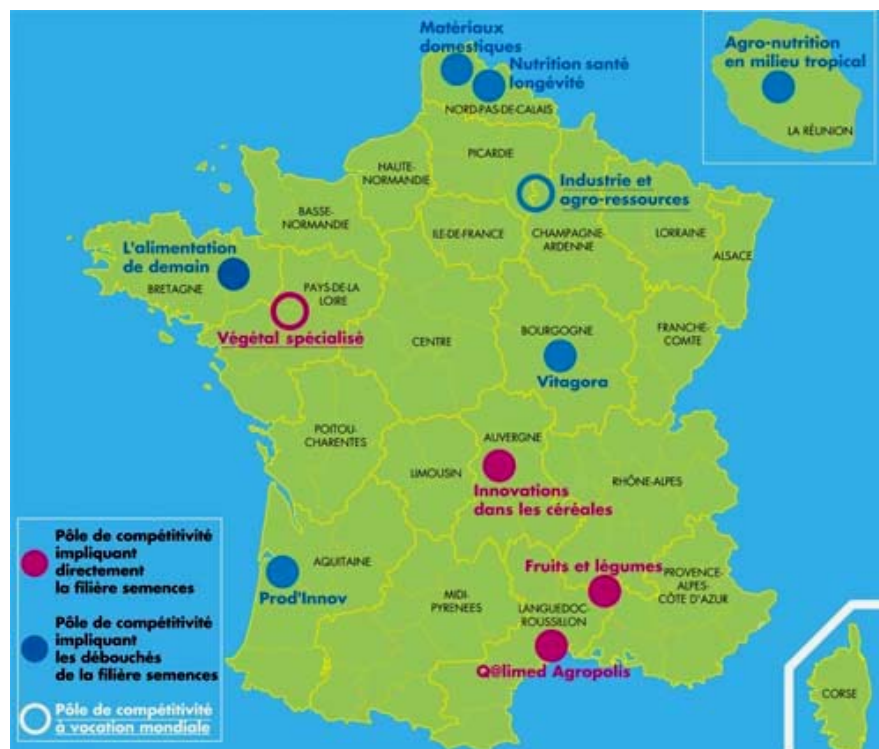 Matériaux
domestiques
Nutrition santé
longévité
NORD-PAS-DE-CALAIS
Agro-nutrition
en milieu tropical
LA RÉUNION
PICARDIE
HAUTE-
NORMANDIE
Industrie et
agro-ressources
BASSE-
NORMANDIE
ILE-DE-FRANCE
CHAMPAGNE-
ARDENNE
LORRAINE
ALSACE
L'alimentation
de demain
BRETAGNE
PAYS-DE-LA
LOIRE
Végétal spécialisé
CENTRE
BOURGOGNE
FRANCHE-
COMTE
Vitagora
POITOU-
CHARENTES
AUVERGNE
LIMOUSIN
RHÔNE-ALPES
Innovations
dans les céréales
AQUITAINE
Prod'Innov
MIDI-
PYRENEES
Fruits et légumes
PROVENCE-
ALPES-
CÔTE D'AZUR
LANGUEDOC-
ROUSSILLON
Q@limed Agropolis
CORSE
Pôle de compétitivité
impliquant
directement
la filière semences
Pôle de compétitivité
impliquant
les débouchés
de la filière semences
Pôle de compétitivité
à vocation mondiale